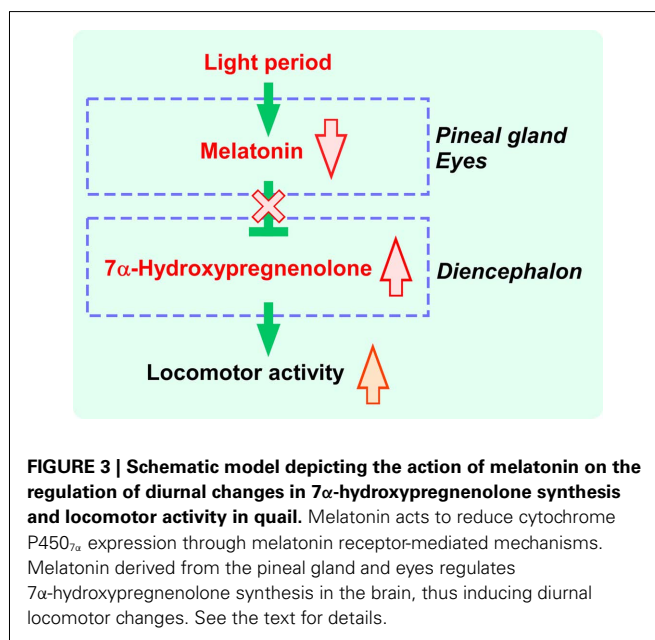 Light period
Melatonin
Pineal gland
Eyes
7α-Hydroxypregnenolone
Diencephalon
Locomotor activity
FIGURE 3 | Schematic model depicting the action of melatonin on the
regulation of diurnal changes in 7α-hydroxypregnenolone synthesis
and locomotor activity in quail. Melatonin acts to reduce cytochrome
P450₇α expression through melatonin receptor-mediated mechanisms.
Melatonin derived from the pineal gland and eyes regulates
7α-hydroxypregnenolone synthesis in the brain, thus inducing diurnal
locomotor changes. See the text for details.